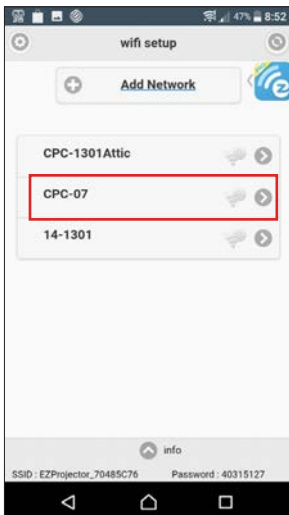 47% 8:52
wifi setup
Add Network
CPC-1301Attic
CPC-07
14-1301
info
SSID : EZProjector_70485C76 Password : 40315127